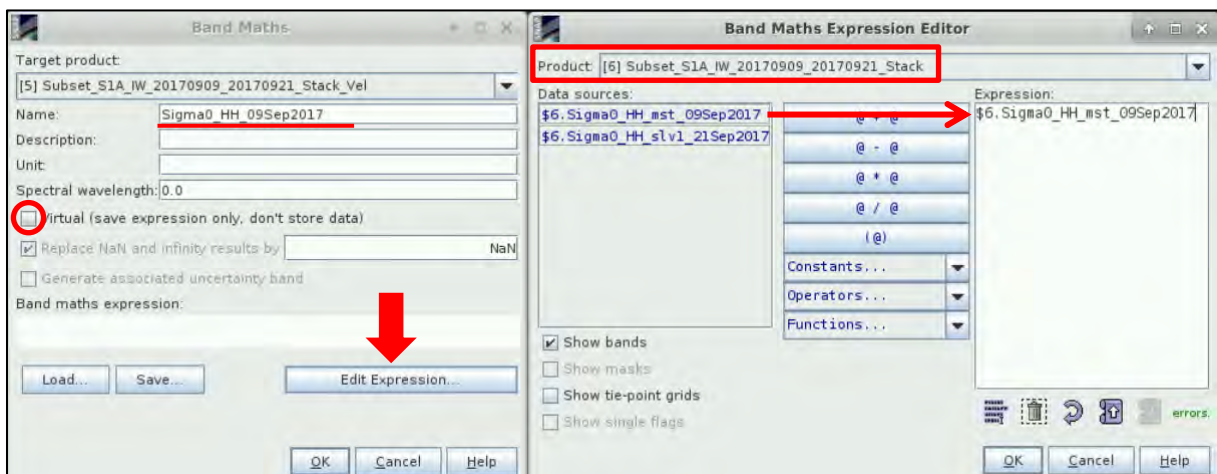 Band Maths
Target product:
[5] Subset_S1A_IW_20170909_20170921_Stack_Vel
Name: Sigma0_HH_09Sep2017
Description:
Unit:
Spectral wavelength: 0.0
Virtual (save expression only, don't store data)
Replace NaN and infinity results by NaN
Generate associated uncertainty band
Band maths expression:
Load... Save... Edit Expression...
OK Cancel Help
Band Maths Expression Editor
Product: [6] Subset_S1A_IW_20170909_20170921_Stack
Data sources:
$6.Sigma0_HH_mst_09Sep2017
$6.Sigma0_HH_slv1_21Sep2017
@ + @
@ - @
@ * @
@ / @
(@)
Constants...
Operators...
Functions...
Expression:
$6.Sigma0_HH_mst_09Sep2017
Show bands
Show masks
Show tie-point grids
Show single flags
errors.
OK Cancel Help